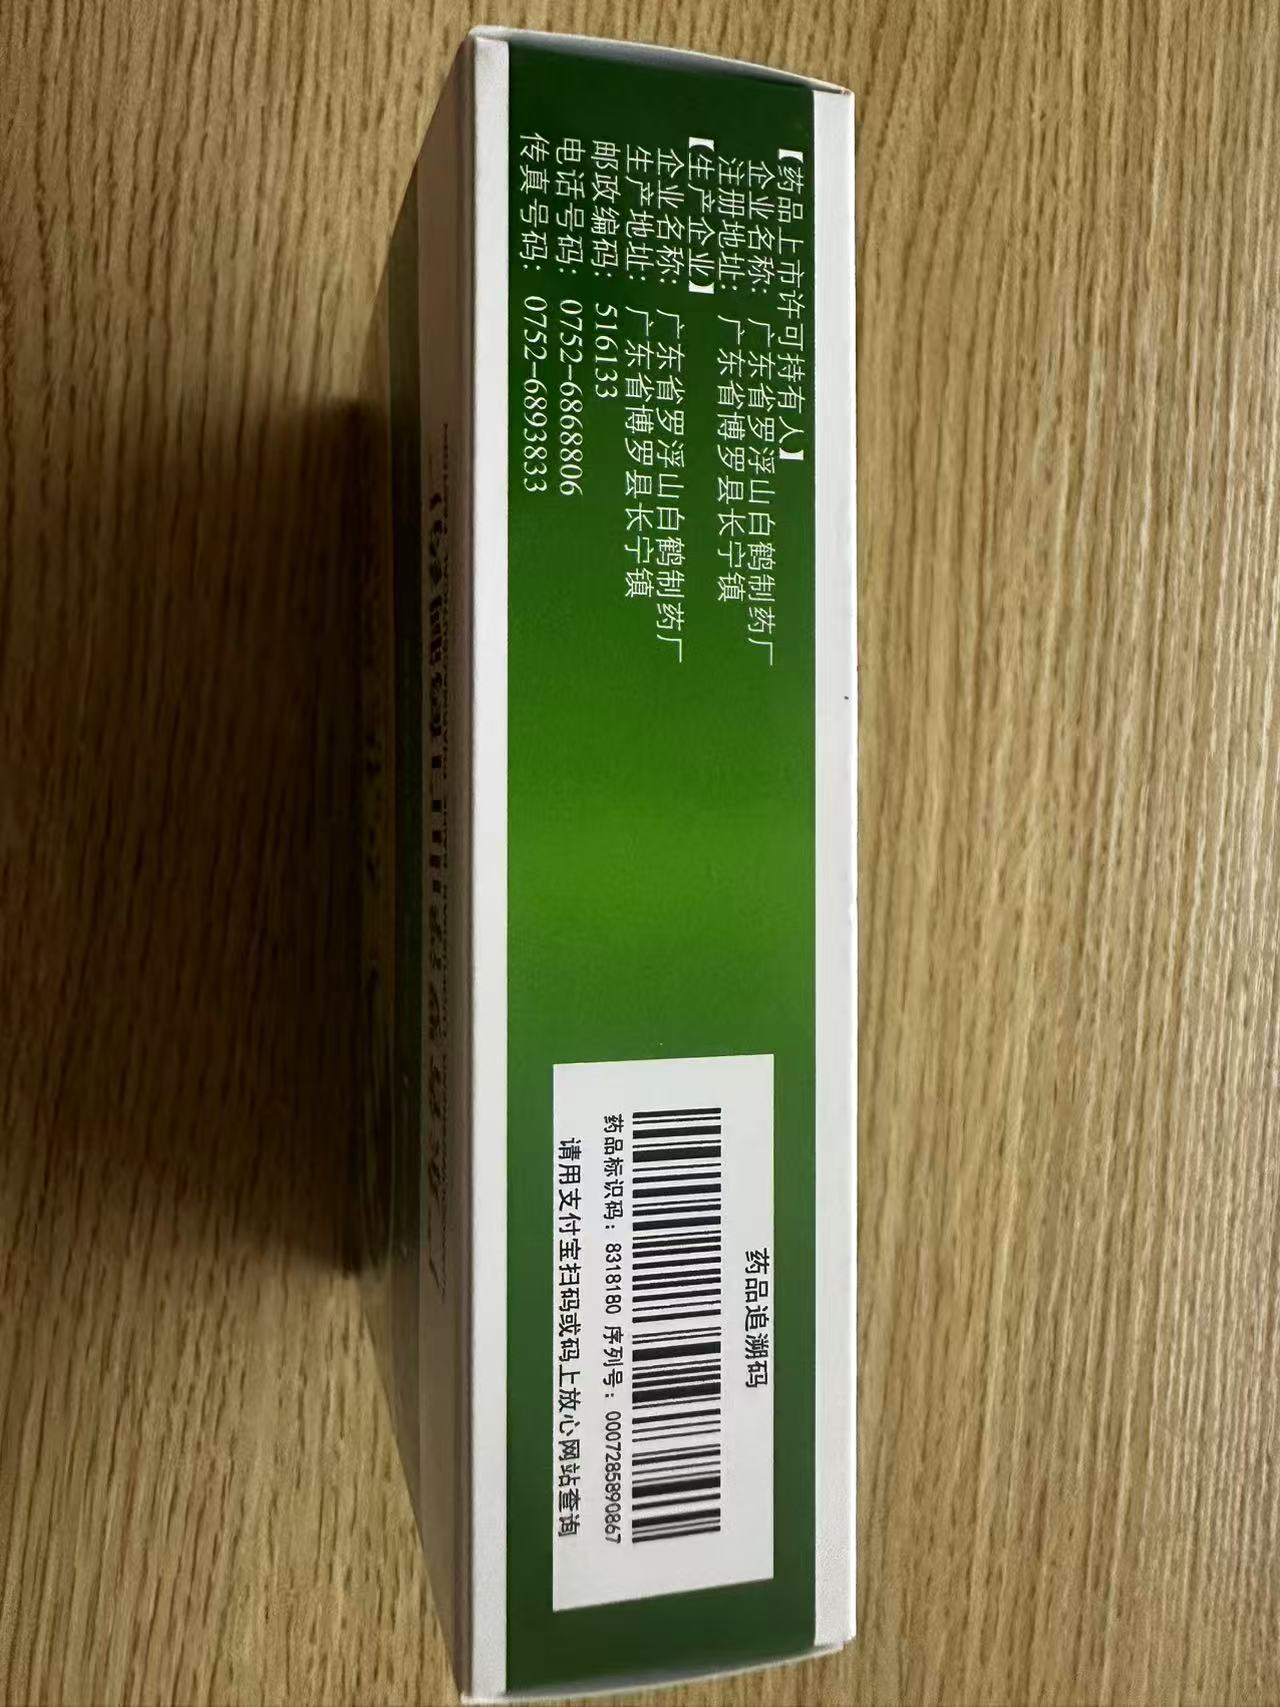 【药品上市许可持有人】
企业名称：广东省罗浮山白鹤制药厂
注册地址：广东省博罗县长宁镇
【生产企业】
企业名称：广东省罗浮山白鹤制药厂
生产地址：广东省博罗县长宁镇
邮政编码：516133
电话号码：0752-6868806
传真号码：0752-6893833
药品追溯码
药品标识码：8318180 序列号：0007285890867
请用支付宝扫码或码上放心网站查询